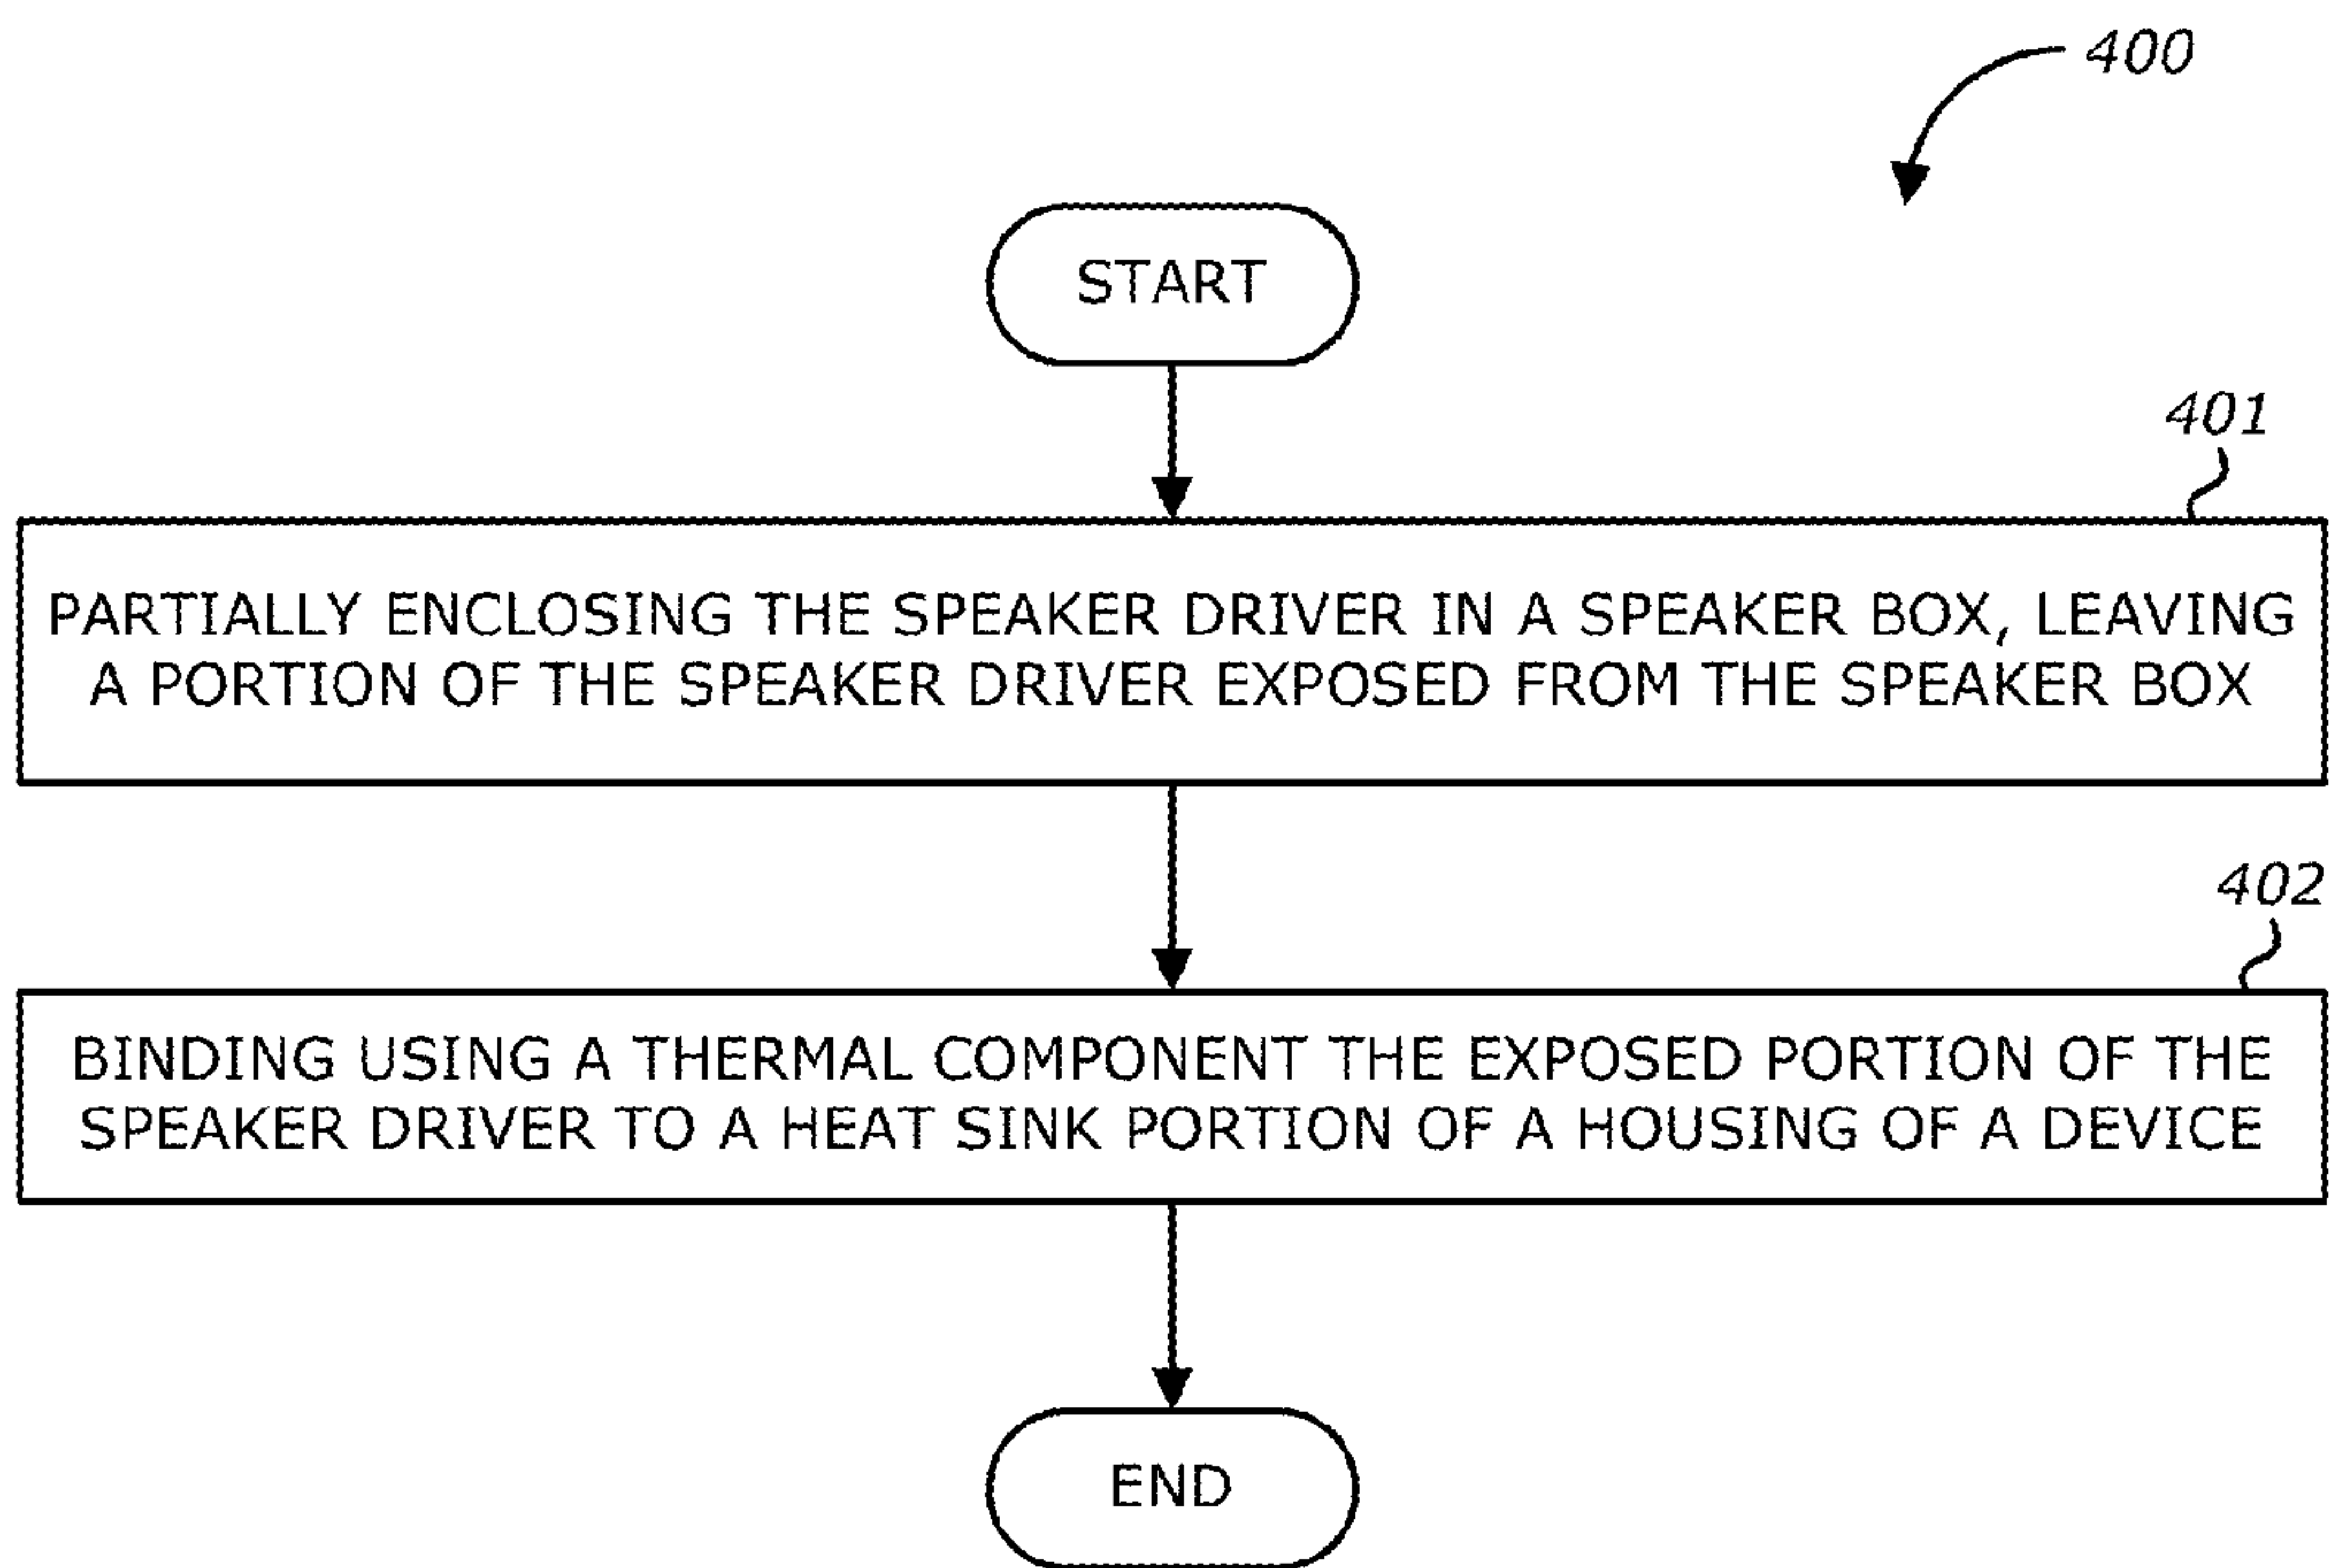 400
START
401
PARTIALLY ENCLOSING THE SPEAKER DRIVER IN A SPEAKER BOX, LEAVING
A PORTION OF THE SPEAKER DRIVER EXPOSED FROM THE SPEAKER BOX
402
BINDING USING A THERMAL COMPONENT THE EXPOSED PORTION OF THE
SPEAKER DRIVER TO A HEAT SINK PORTION OF A HOUSING OF A DEVICE
END